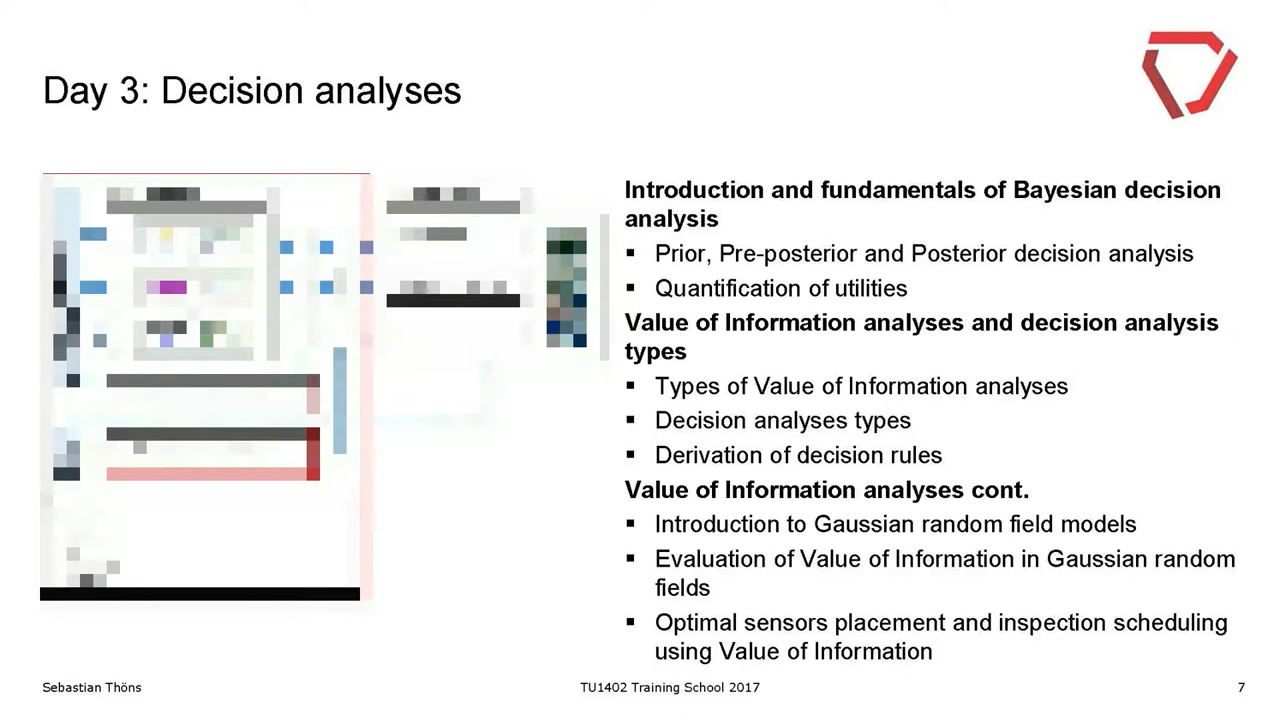 Day 3: Decision analyses
Introduction and fundamentals of Bayesian decision
analysis
▪ Prior, Pre-posterior and Posterior decision analysis
▪ Quantification of utilities
Value of Information analyses and decision analysis
types
▪ Types of Value of Information analyses
▪ Decision analyses types
▪ Derivation of decision rules
Value of Information analyses cont.
▪ Introduction to Gaussian random field models
▪ Evaluation of Value of Information in Gaussian random
fields
▪ Optimal sensors placement and inspection scheduling
using Value of Information
Sebastian Thöns
TU1402 Training School 2017
7